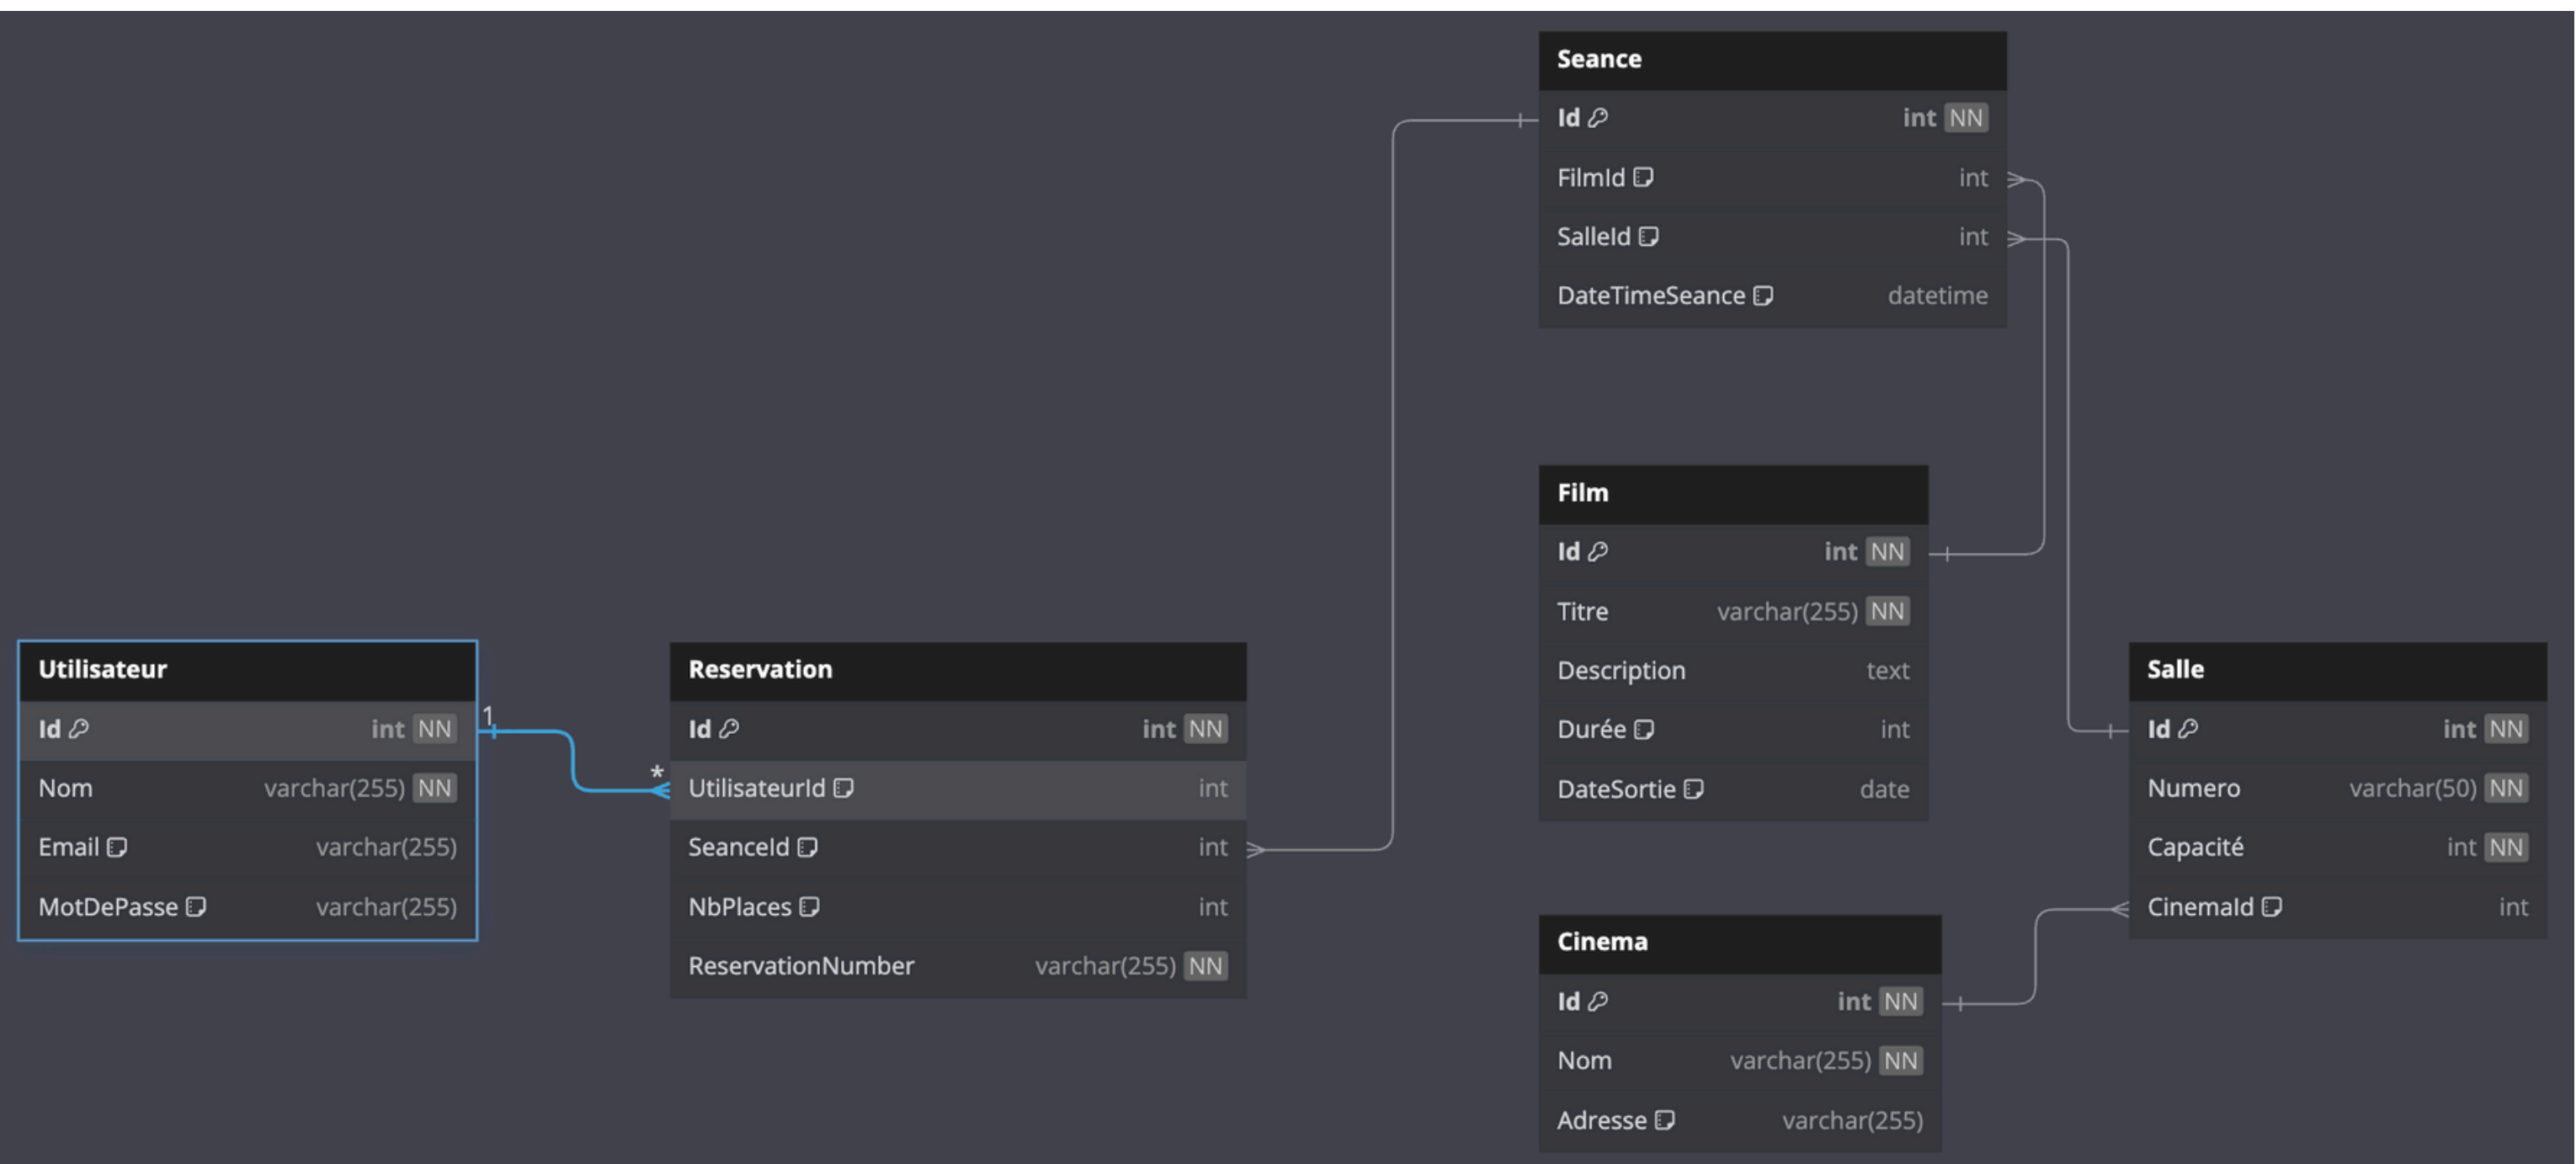 Seance
Id int NN
FilmId int
SalleId int
DateTimeSeance datetime
Film
Id int NN
Titre varchar(255) NN
Description text
Durée int
DateSortie date
Utilisateur
Id int NN
Nom varchar(255) NN
Email varchar(255)
MotDePasse varchar(255)
1
*
Reservation
Id int NN
UtilisateurId int
SeanceId int
NbPlaces int
ReservationNumber varchar(255) NN
Salle
Id int NN
Numero varchar(50) NN
Capacité int NN
CinemaId int
Cinema
Id int NN
Nom varchar(255) NN
Adresse varchar(255)